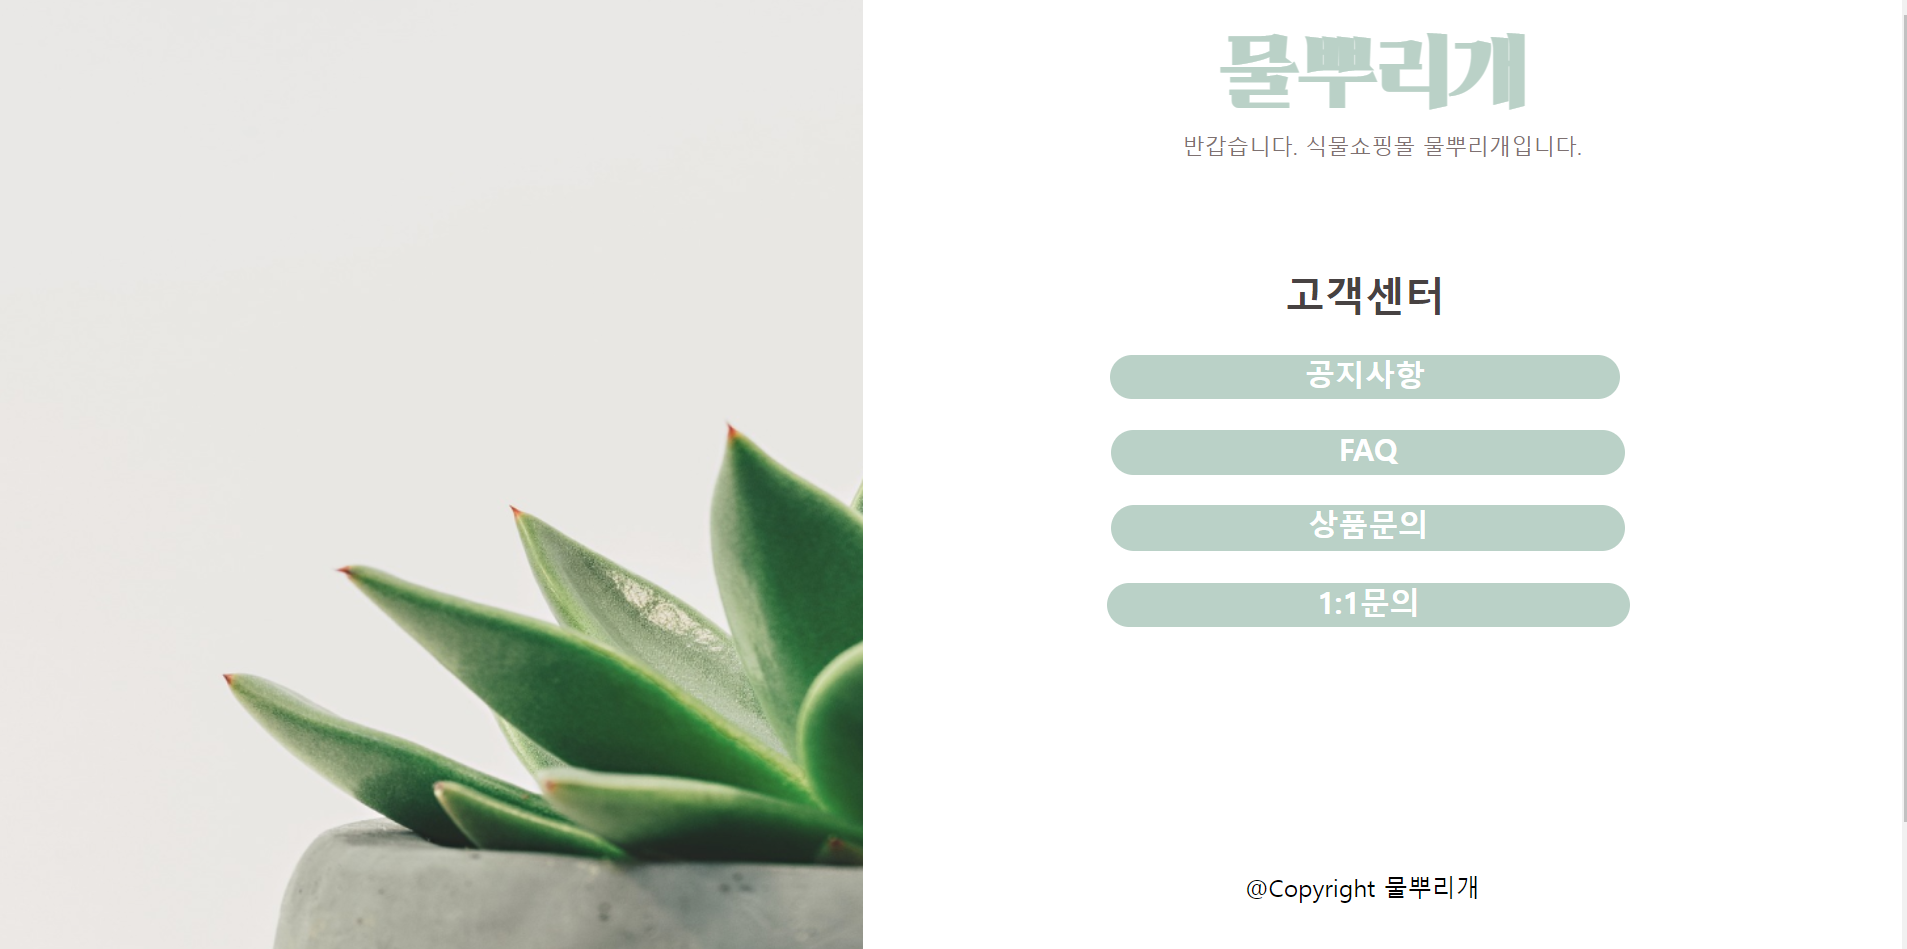 물뿌리개
반갑습니다. 식물쇼핑몰 물뿌리개입니다.
고객센터
공지사항
FAQ
상품문의
1:1문의
@Copyright 물뿌리개